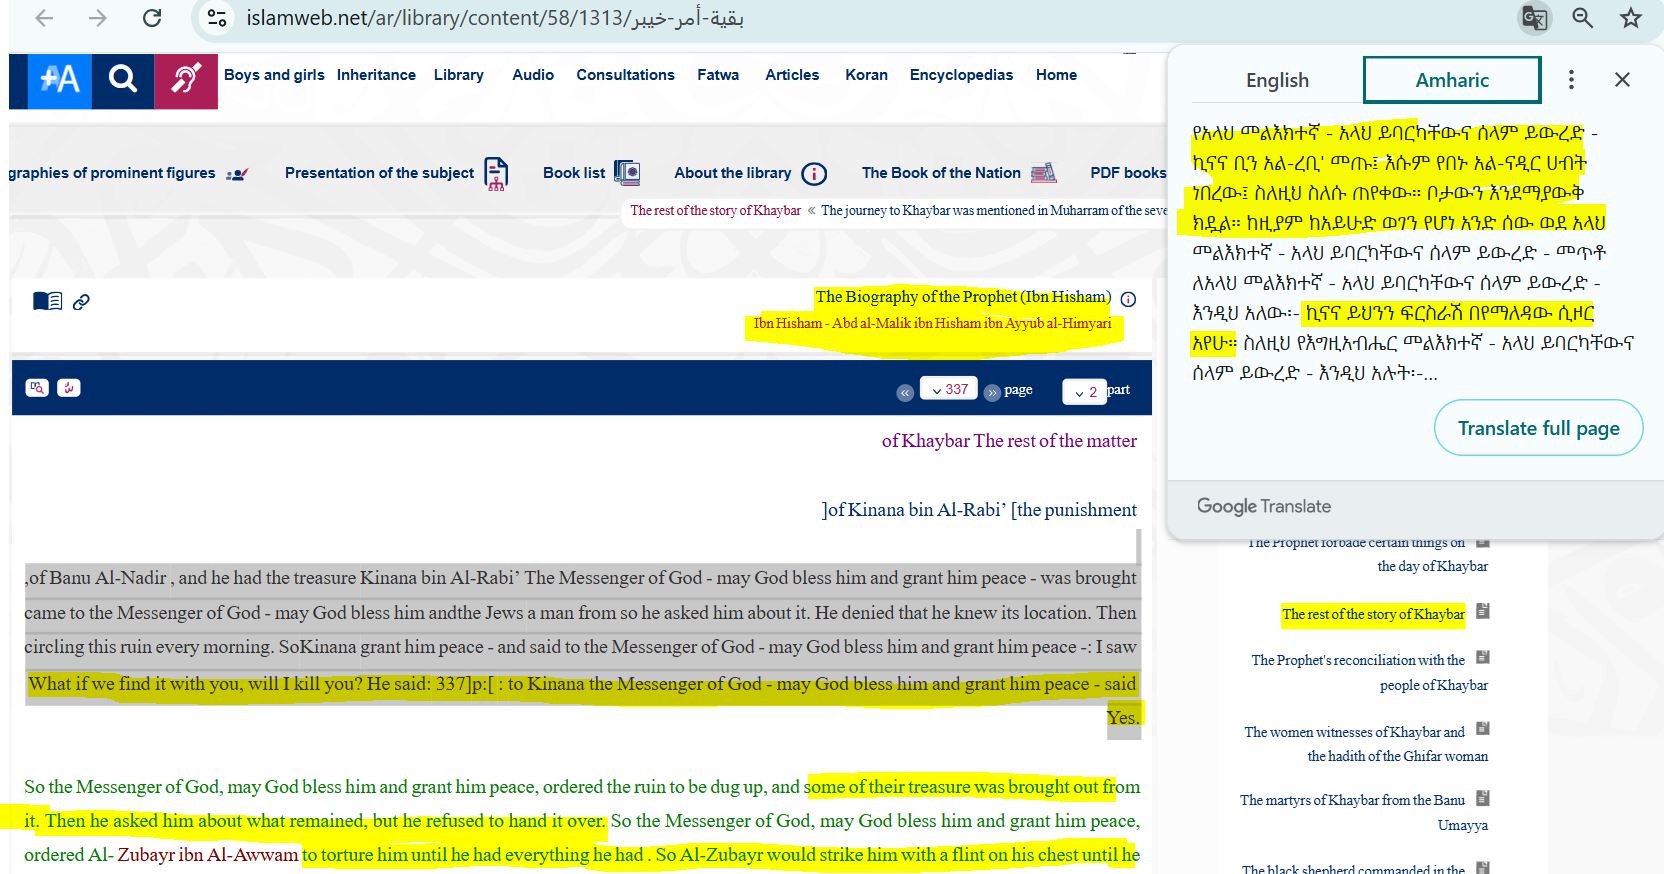 islamweb.net/ar/library/content/58/1313/بقية-أمر-خيبر
Boys and girls Inheritance Library Audio Consultations Fatwa Articles Koran Encyclopedias Home
graphies of prominent figures Presentation of the subject Book list About the library The Book of the Nation PDF books
The rest of the story of Khaybar « The journey to Khaybar was mentioned in Muharram of the seve
The Biography of the Prophet (Ibn Hisham)
Ibn Hisham - Abd al-Malik ibn Hisham ibn Ayyub al-Himyari
« 337 » page 2 part
of Khaybar The rest of the matter
]of Kinana bin Al-Rabi’ [the punishment
,of Banu Al-Nadir , and he had the treasure Kinana bin Al-Rabi’ The Messenger of God - may God bless him and grant him peace - was brought
came to the Messenger of God - may God bless him andthe Jews a man from so he asked him about it. He denied that he knew its location. Then
circling this ruin every morning. SoKinana grant him peace - and said to the Messenger of God - may God bless him and grant him peace -: I saw
What if we find it with you, will I kill you? He said: 337]p:[ : to Kinana the Messenger of God - may God bless him and grant him peace - said
Yes.
So the Messenger of God, may God bless him and grant him peace, ordered the ruin to be dug up, and some of their treasure was brought out from
it. Then he asked him about what remained, but he refused to hand it over. So the Messenger of God, may God bless him and grant him peace,
ordered Al- Zubayr ibn Al-Awwam to torture him until he had everything he had . So Al-Zubayr would strike him with a flint on his chest until he
English Amharic
የአላህ መልእክተኛ - አላህ ይባርካቸውና ሰላም ይውረድ -
ኪናና ቢን አል-ረቢ' መጡ፤ እሱም የበኑ አል-ናዲር ሀብት
ነበረው፤ ስለዚህ ስለሱ ጠየቀው። ቦታውን እንደማያውቅ
ክዷል። ከዚያም ከአይሁድ ወገን የሆነ አንድ ሰው ወደ አላህ
መልእክተኛ - አላህ ይባርካቸውና ሰላም ይውረድ - መጥቶ
ለአላህ መልእክተኛ - አላህ ይባርካቸውና ሰላም ይውረድ -
እንዲህ አለው፡- ኪናና ይህንን ፍርስራሽ በየማለዳው ሲዞር
አየሁ። ስለዚህ የእግዚአብሔር መልእክተኛ - አላህ ይባርካቸውና
ሰላም ይውረድ - እንዲህ አሉት፡-...
Translate full page
Google Translate
The Prophet forbade certain things on
the day of Khaybar
The rest of the story of Khaybar
The Prophet's reconciliation with the
people of Khaybar
The women witnesses of Khaybar and
the hadith of the Ghifar woman
The martyrs of Khaybar from the Banu
Umayya
The black shepherd commanded in the